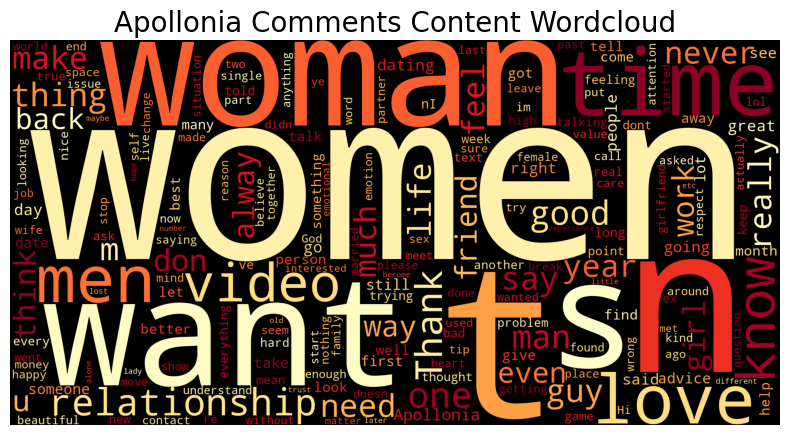 Apollonia Comments Content Wordcloud
world end
make true space issue
woman
situation two told single part anything
ye word dating partner
feel last got leave im high
time
past tell come feeling put attention
never see started lol
thing
back many made nice live change self
didn talk nI week sure text
talking value people dont call care real
away great
women
looking job day wife date
reason believe together something emotional emotion
always life friend
female right try good
asked girlfriend respect lot
work really actually keep
now best stop ask saying m don
God go much married meet sex
another point long going month
men video
think mind let ve person interested please
still trying done break wanted
year say experience etc
want t s n know
number become little around
lost every went money happy someone
better seem old hard nothing family start
everything show take mean
way well first heart
Thank used bad tip thought
problem give man even guy
find found place wrong
met kind ago ex girl question
said advice love help
u relationship need one
move understand look enough doesn
beautiful new contact re without trust matter later
Apollonia getting game Hi different
lady alone hope maybe